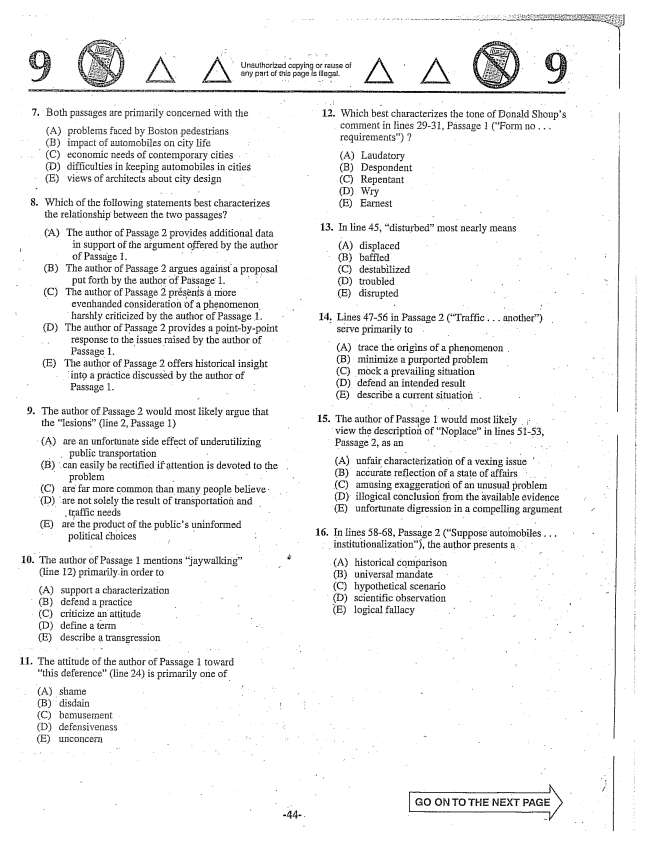 9
Unauthorized copying or reuse of
any part of this page is illegal.
9
7. Both passages are primarily concerned with the
(A) problems faced by Boston pedestrians
(B) impact of automobiles on city life
(C) economic needs of contemporary cities
(D) difficulties in keeping automobiles in cities
(E) views of architects about city design
8. Which of the following statements best characterizes
the relationship between the two passages?
(A) The author of Passage 2 provides additional data
in support of the argument offered by the author
of Passage 1.
(B) The author of Passage 2 argues against a proposal
put forth by the author of Passage 1.
(C) The author of Passage 2 presents a more
evenhanded consideration of a phenomenon
harshly criticized by the author of Passage 1.
(D) The author of Passage 2 provides a point-by-point
response to the issues raised by the author of
Passage 1.
(E) The author of Passage 2 offers historical insight
into a practice discussed by the author of
Passage 1.
9. The author of Passage 2 would most likely argue that
the "lesions" (line 2, Passage 1)
(A) are an unfortunate side effect of underutilizing
public transportation
(B) can easily be rectified if attention is devoted to the
problem
(C) are far more common than many people believe
(D) are not solely the result of transportation and
traffic needs
(E) are the product of the public's uninformed
political choices
10. The author of Passage 1 mentions "jaywalking"
(line 12) primarily in order to
(A) support a characterization
(B) defend a practice
(C) criticize an attitude
(D) define a term
(E) describe a transgression
11. The attitude of the author of Passage 1 toward
"this deference" (line 24) is primarily one of
(A) shame
(B) disdain
(C) bemusement
(D) defensiveness
(E) unconcern
12. Which best characterizes the tone of Donald Shoup's
comment in lines 29-31, Passage 1 ("Form no . . .
requirements") ?
(A) Laudatory
(B) Despondent
(C) Repentant
(D) Wry
(E) Earnest
13. In line 45, "disturbed" most nearly means
(A) displaced
(B) baffled
(C) destabilized
(D) troubled
(E) disrupted
14. Lines 47-56 in Passage 2 ("Traffic . . . another")
serve primarily to
(A) trace the origins of a phenomenon
(B) minimize a purported problem
(C) mock a prevailing situation
(D) defend an intended result
(E) describe a current situation
15. The author of Passage 1 would most likely
view the description of "Noplace" in lines 51-53,
Passage 2, as an
(A) unfair characterization of a vexing issue
(B) accurate reflection of a state of affairs
(C) amusing exaggeration of an unusual problem
(D) illogical conclusion from the available evidence
(E) unfortunate digression in a compelling argument
16. In lines 58-68, Passage 2 ("Suppose automobiles . . .
institutionalization"), the author presents a
(A) historical comparison
(B) universal mandate
(C) hypothetical scenario
(D) scientific observation
(E) logical fallacy
GO ON TO THE NEXT PAGE
-44-